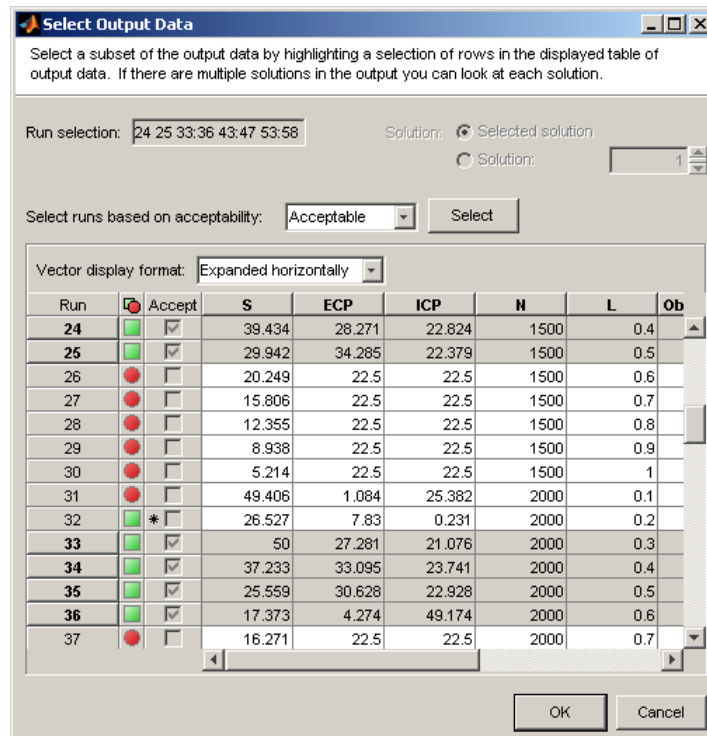 Select Output Data
Select a subset of the output data by highlighting a selection of rows in the displayed table of
output data. If there are multiple solutions in the output you can look at each solution.
Run selection: 24 25 33:36 43:47 53:58 Solution: Selected solution
Solution: 1
Select runs based on acceptability: Acceptable Select
Vector display format: Expanded horizontally
Run Accept S ECP ICP N L Ob
24 39.434 28.271 22.824 1500 0.4
25 29.942 34.285 22.379 1500 0.5
26 20.249 22.5 22.5 1500 0.6
27 15.806 22.5 22.5 1500 0.7
28 12.355 22.5 22.5 1500 0.8
29 8.938 22.5 22.5 1500 0.9
30 5.214 22.5 22.5 1500 1
31 49.406 1.084 25.382 2000 0.1
32 * 26.527 7.83 0.231 2000 0.2
33 50 27.281 21.076 2000 0.3
34 37.233 33.095 23.741 2000 0.4
35 25.559 30.628 22.928 2000 0.5
36 17.373 4.274 49.174 2000 0.6
37 16.271 22.5 22.5 2000 0.7
OK Cancel